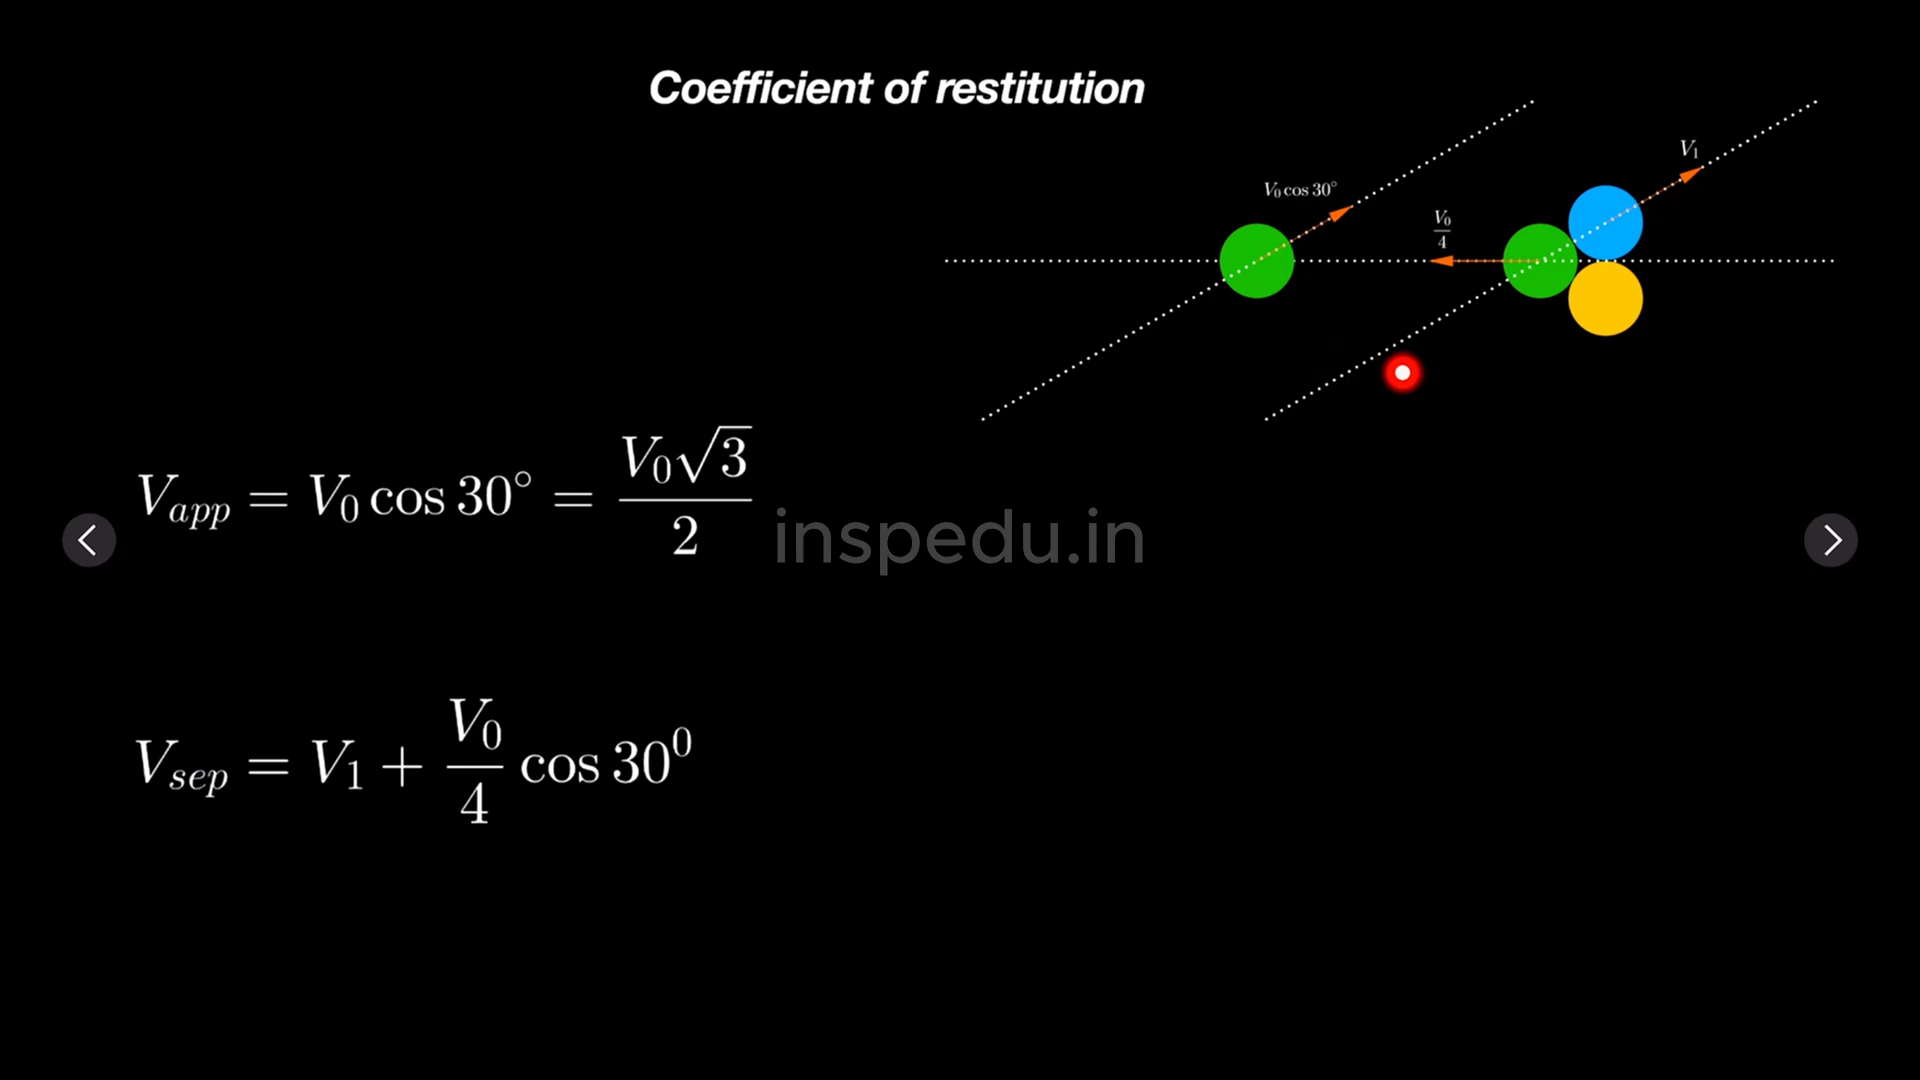 Coefficient of restitution
V₁
V₀ cos 30°
V₀/4
V_app = V₀ cos 30° = V₀√3/2
inspedu.in
V_sep = V₁ + V₀/4 cos 30⁰